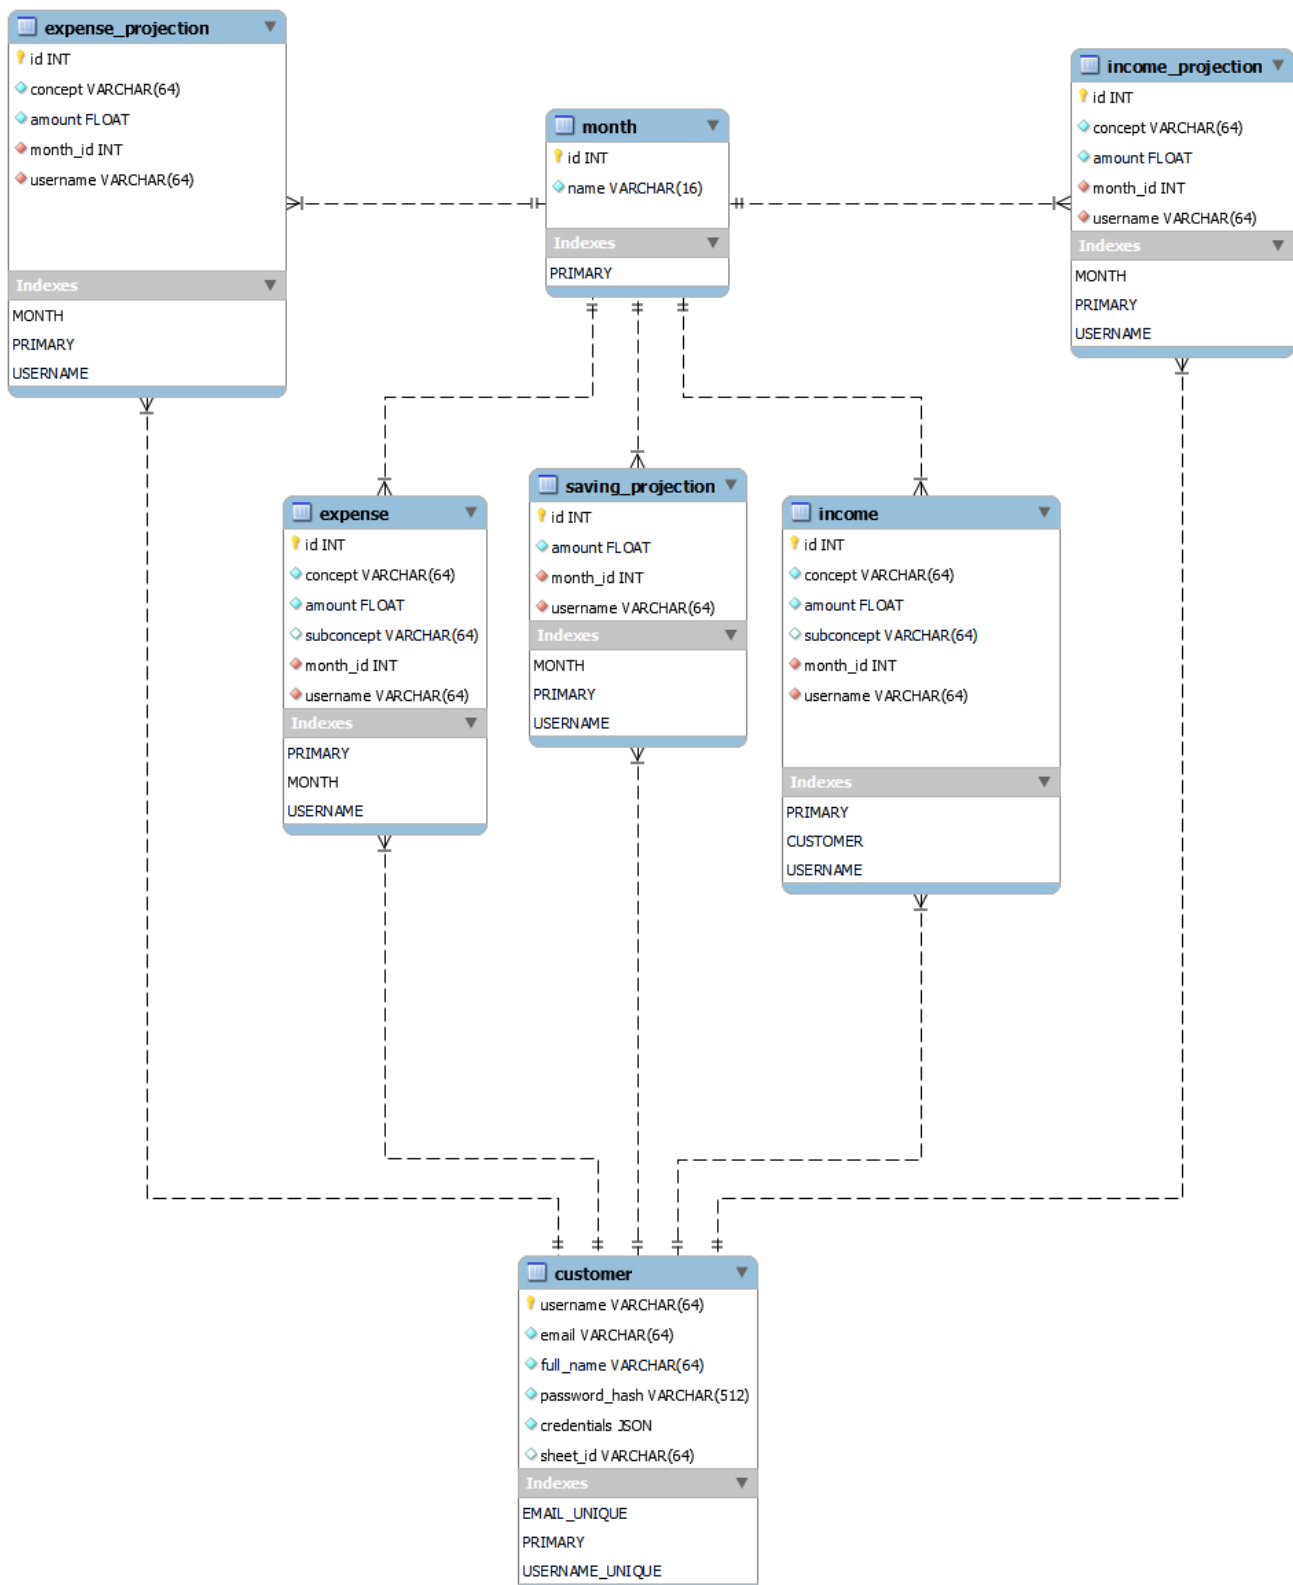 expense_projection
id INT
concept VARCHAR(64)
amount FLOAT
month_id INT
username VARCHAR(64)
Indexes
MONTH
PRIMARY
USERNAME
month
id INT
name VARCHAR(16)
Indexes
PRIMARY
income_projection
id INT
concept VARCHAR(64)
amount FLOAT
month_id INT
username VARCHAR(64)
Indexes
MONTH
PRIMARY
USERNAME
expense
id INT
concept VARCHAR(64)
amount FLOAT
subconcept VARCHAR(64)
month_id INT
username VARCHAR(64)
Indexes
PRIMARY
MONTH
USERNAME
saving_projection
id INT
amount FLOAT
month_id INT
username VARCHAR(64)
Indexes
MONTH
PRIMARY
USERNAME
income
id INT
concept VARCHAR(64)
amount FLOAT
subconcept VARCHAR(64)
month_id INT
username VARCHAR(64)
Indexes
PRIMARY
CUSTOMER
USERNAME
customer
username VARCHAR(64)
email VARCHAR(64)
full_name VARCHAR(64)
password_hash VARCHAR(512)
credentials JSON
sheet_id VARCHAR(64)
Indexes
EMAIL_UNIQUE
PRIMARY
USERNAME_UNIQUE